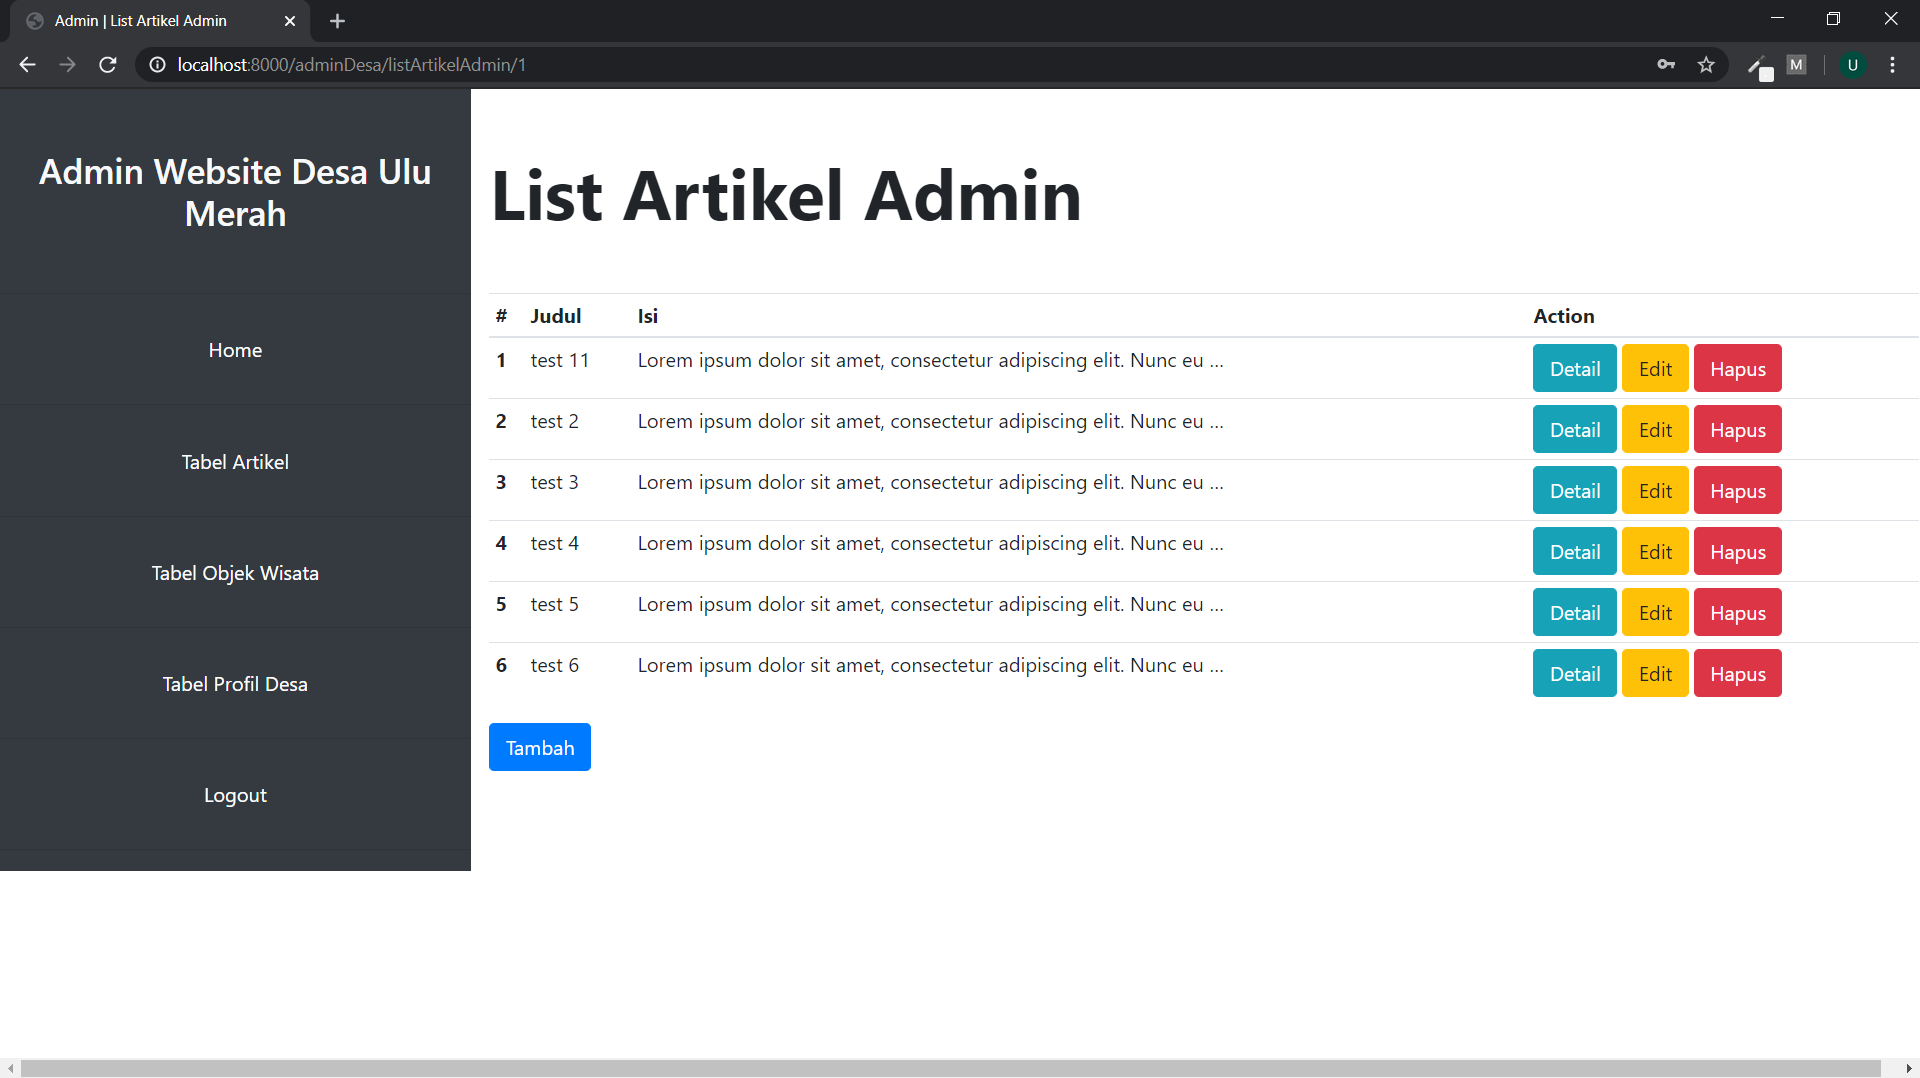 Admin | List Artikel Admin
localhost:8000/adminDesa/listArtikelAdmin/1
M
U
Admin Website Desa Ulu
Merah
Home
Tabel Artikel
Tabel Objek Wisata
Tabel Profil Desa
Logout
List Artikel Admin
# Judul Isi Action
1 test 11 Lorem ipsum dolor sit amet, consectetur adipiscing elit. Nunc eu ... Detail Edit Hapus
2 test 2 Lorem ipsum dolor sit amet, consectetur adipiscing elit. Nunc eu ... Detail Edit Hapus
3 test 3 Lorem ipsum dolor sit amet, consectetur adipiscing elit. Nunc eu ... Detail Edit Hapus
4 test 4 Lorem ipsum dolor sit amet, consectetur adipiscing elit. Nunc eu ... Detail Edit Hapus
5 test 5 Lorem ipsum dolor sit amet, consectetur adipiscing elit. Nunc eu ... Detail Edit Hapus
6 test 6 Lorem ipsum dolor sit amet, consectetur adipiscing elit. Nunc eu ... Detail Edit Hapus
Tambah